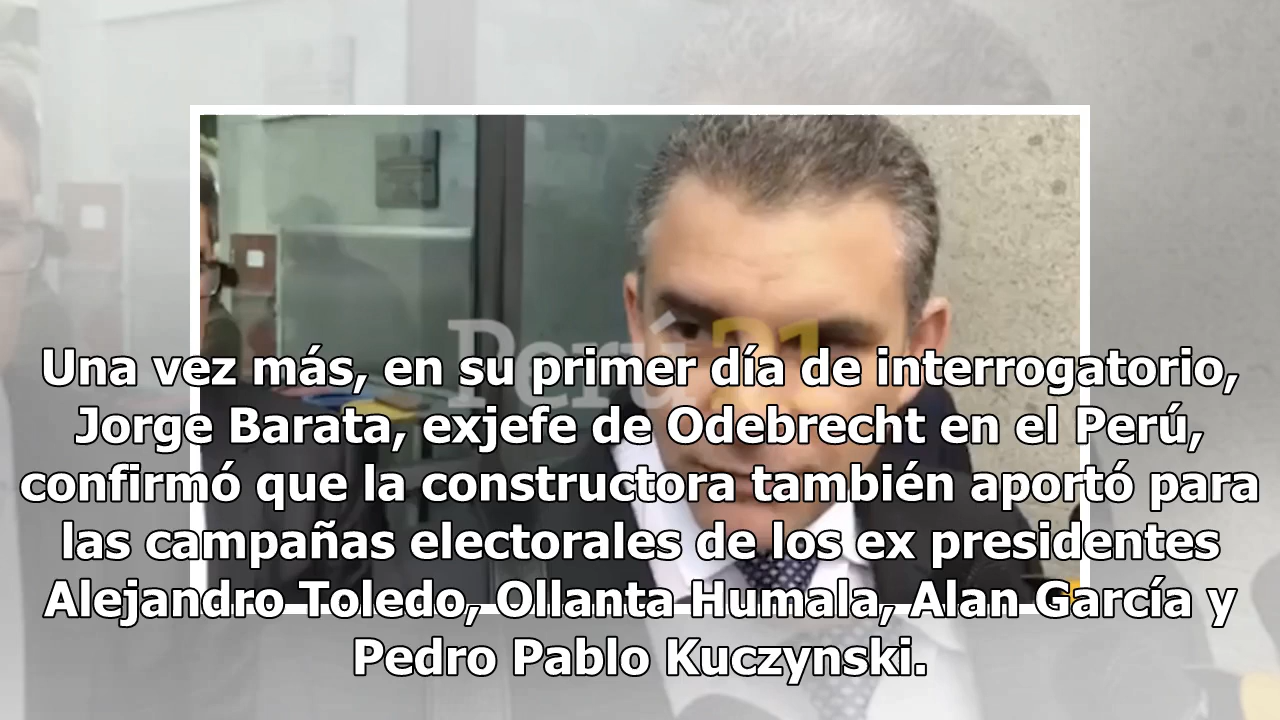 Perú 21
Una vez más, en su primer día de interrogatorio,
Jorge Barata, exjefe de Odebrecht en el Perú,
confirmó que la constructora también aportó para
las campañas electorales de los ex presidentes
Alejandro Toledo, Ollanta Humala, Alan García y
Pedro Pablo Kuczynski.